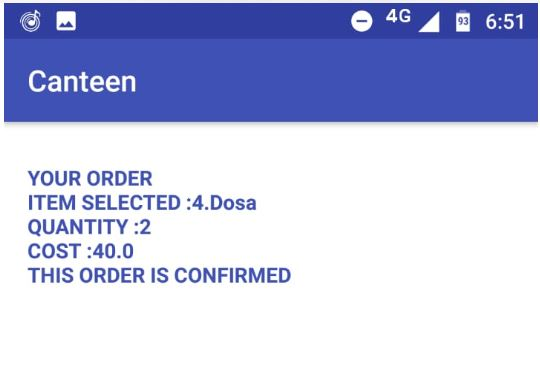 4G 93 6:51
Canteen
YOUR ORDER
ITEM SELECTED :4.Dosa
QUANTITY :2
COST :40.0
THIS ORDER IS CONFIRMED